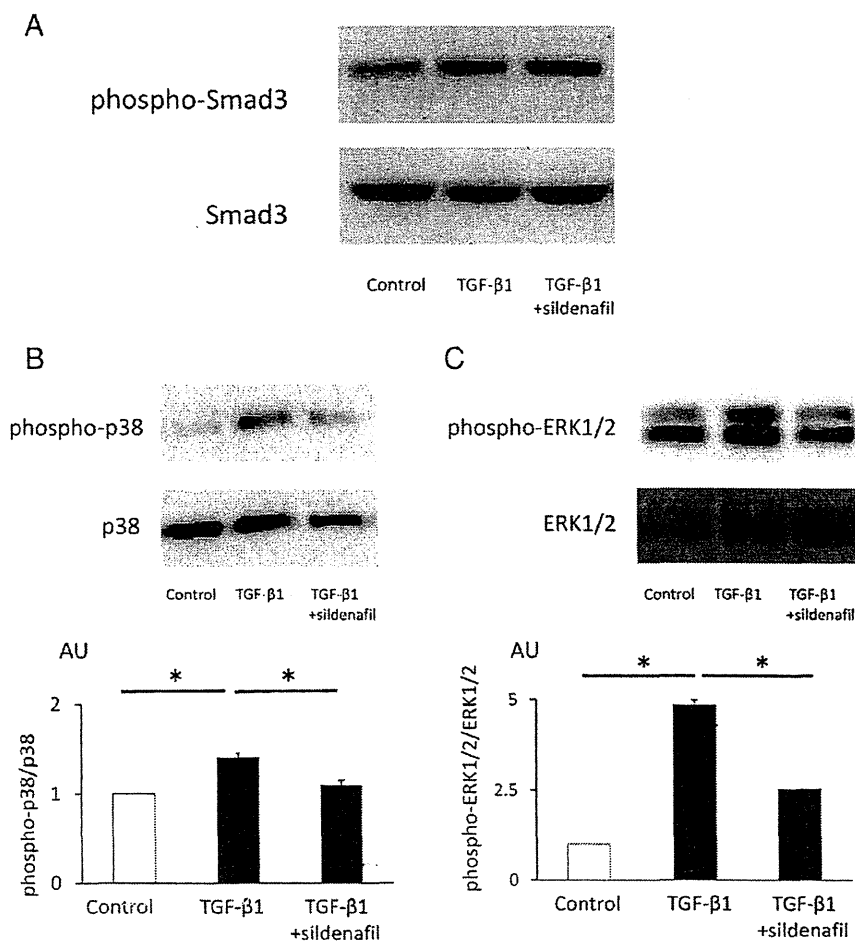 A
phospho-Smad3
Smad3
Control TGF-β1 TGF-β1
+sildenafil
B
phospho-p38
p38
Control TGF-β1 TGF-β1
+sildenafil
AU
* *
phospho-p38/p38
2
1
0
Control TGF-β1 TGF-β1
+sildenafil
C
phospho-ERK1/2
ERK1/2
Control TGF-β1 TGF-β1
+sildenafil
AU
* *
phospho-ERK1/2/ERK1/2
5
2.5
0
Control TGF-β1 TGF-β1
+sildenafil